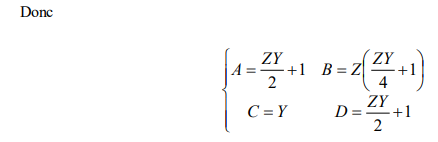 Donc
A = ZY/2 + 1 B = Z(ZY/4 + 1)
C = Y D = ZY/2 + 1